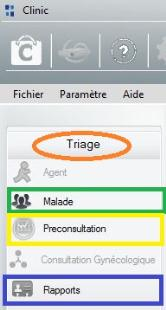 Clinic
C
Fichier Paramètre Aide
Triage
Agent
Malade
Preconsultation
Consultation Gynécologique
Rapports